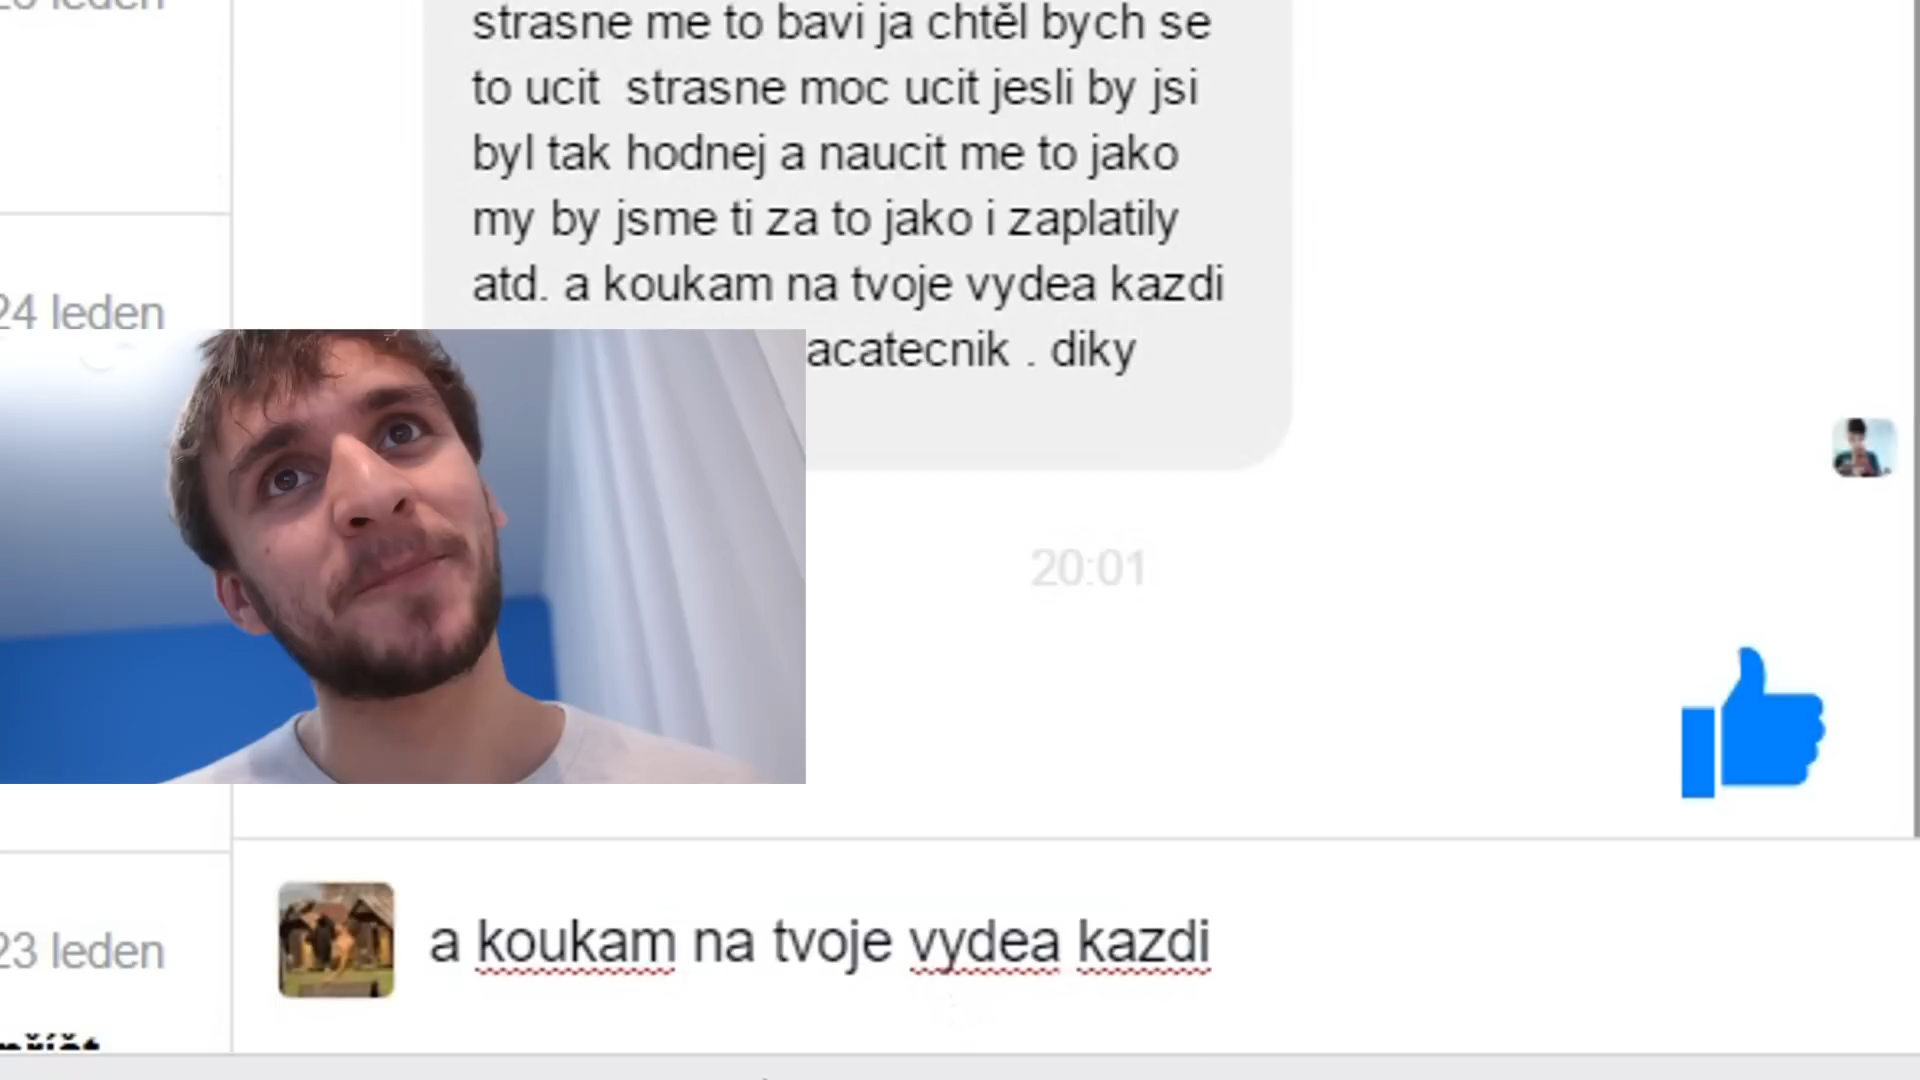 strasne me to bavi ja chtěl bych se
to ucit strasne moc ucit jesli by jsi
byl tak hodnej a naucit me to jako
my by jsme ti za to jako i zaplatily
atd. a koukam na tvoje vydea kazdi
acatecnik . diky
24 leden
20:01
a koukam na tvoje vydea kazdi
23 leden